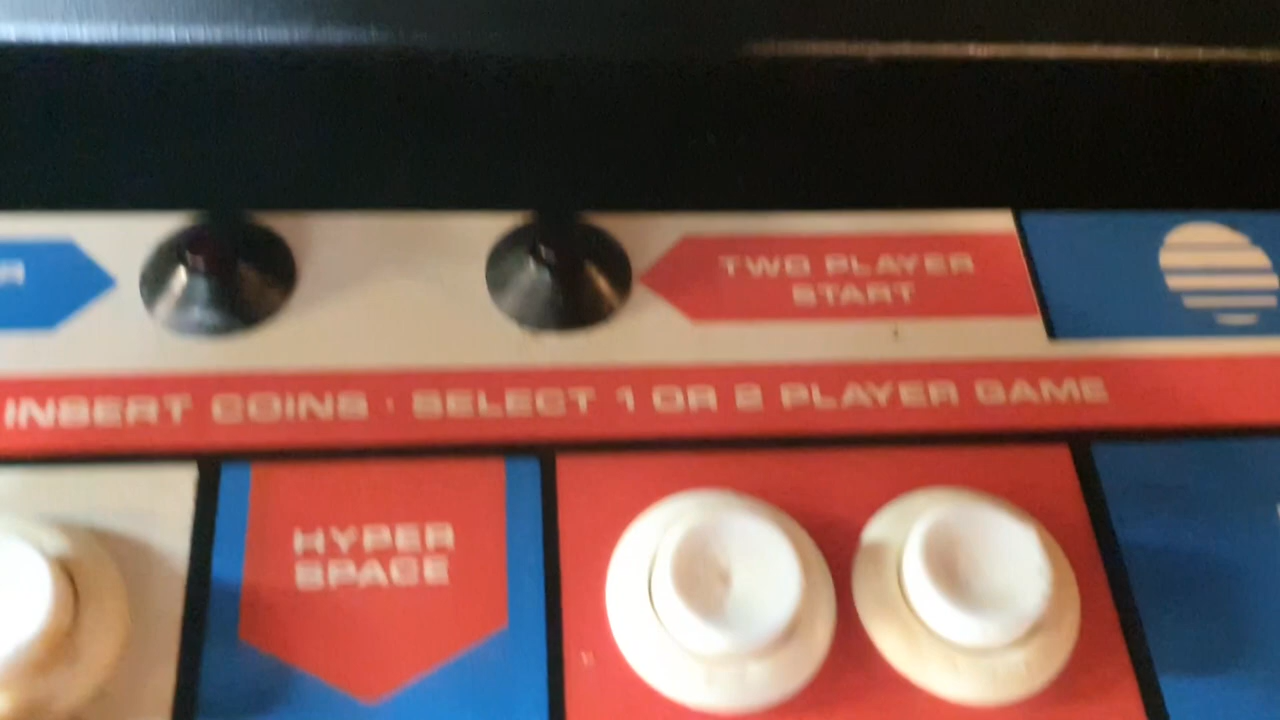 R
TWO PLAYER
START
INSERT COINS · SELECT 1 OR 2 PLAYER GAME
HYPER
SPACE